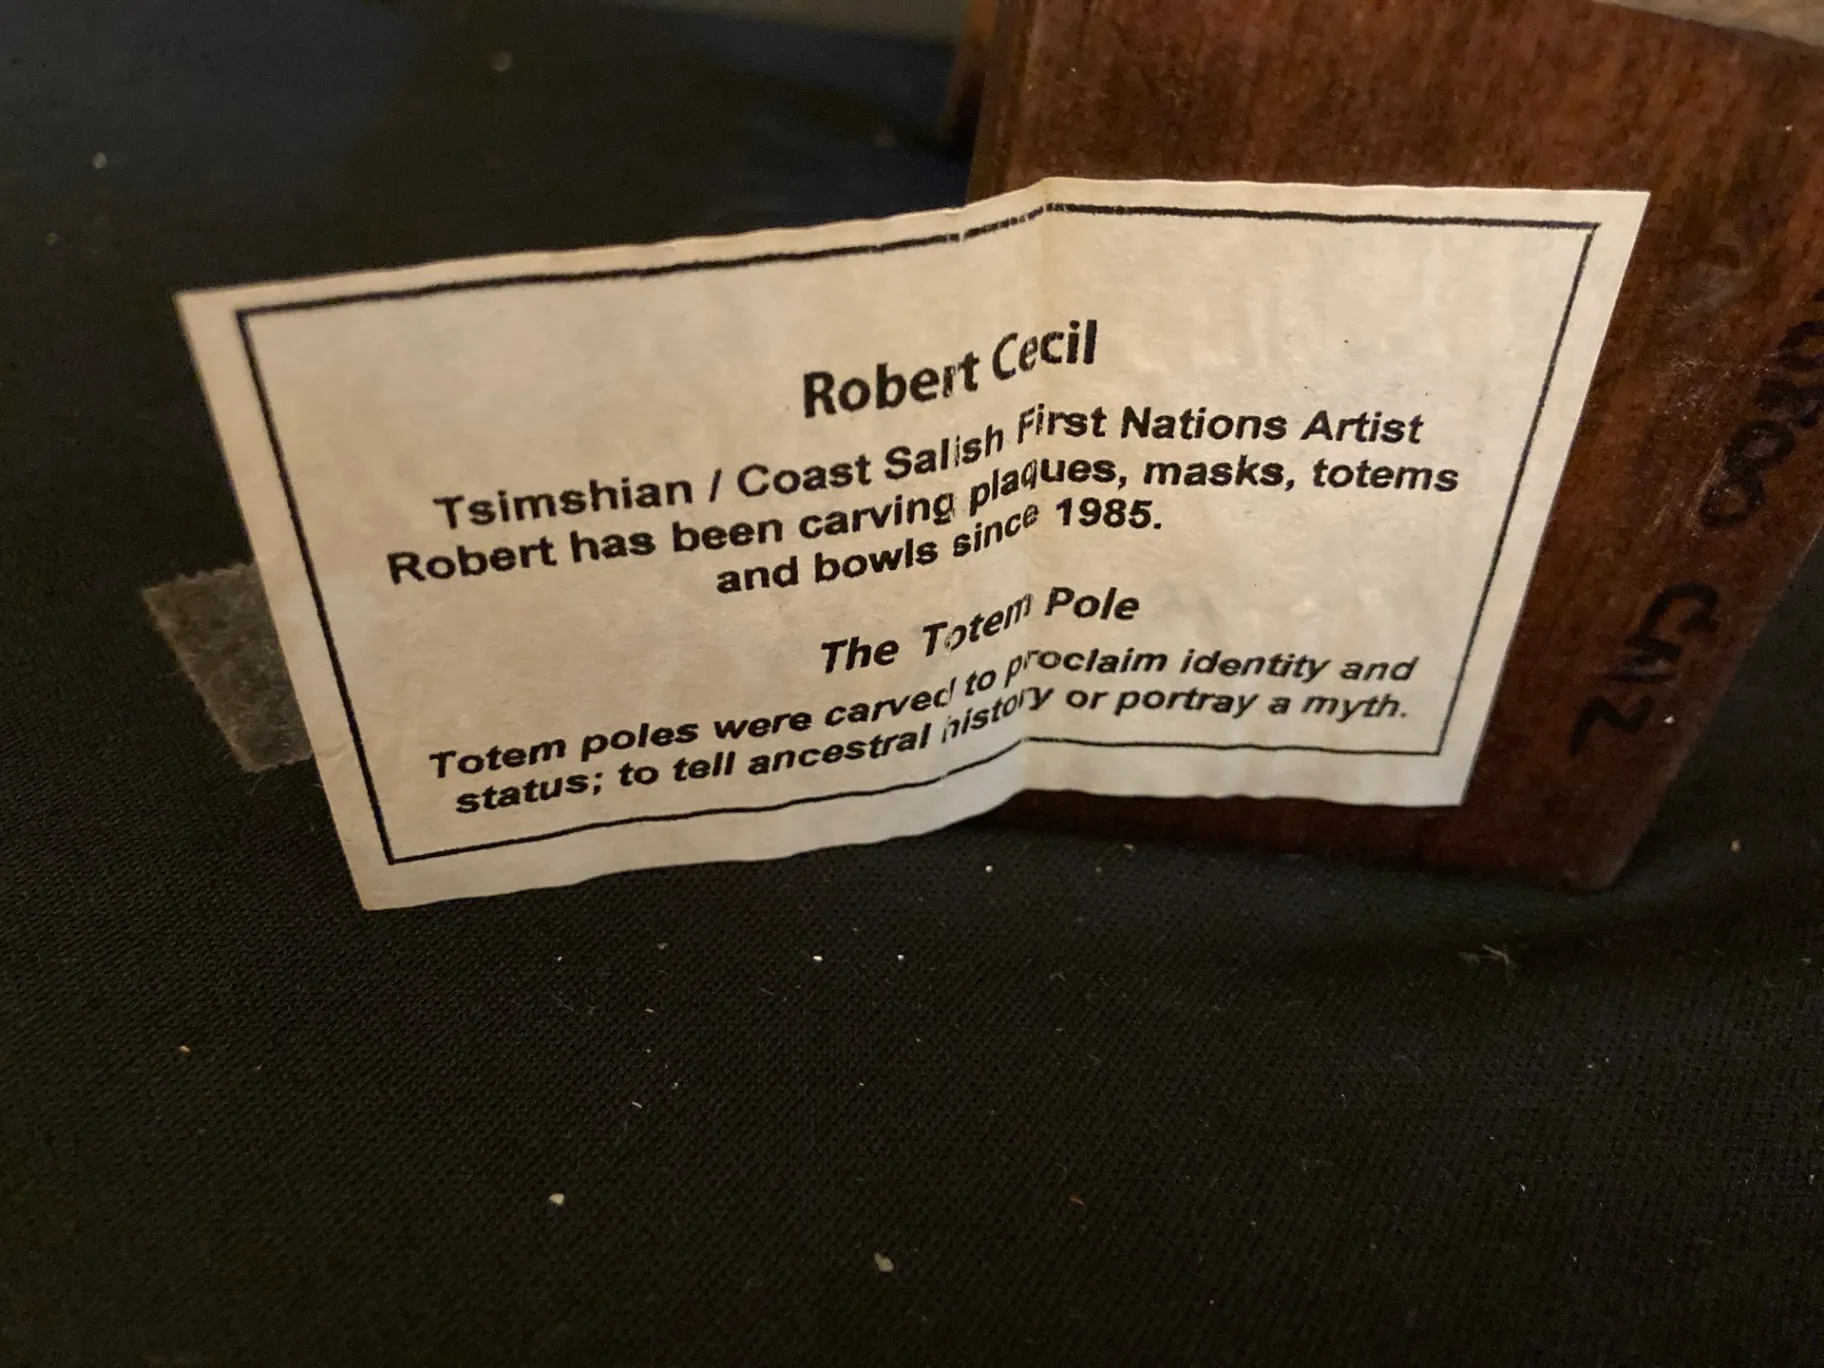 Robert Cecil
Tsimshian / Coast Salish First Nations Artist
Robert has been carving plaques, masks, totems
and bowls since 1985.
The Totem Pole
Totem poles were carved to proclaim identity and
status; to tell ancestral history or portray a myth.